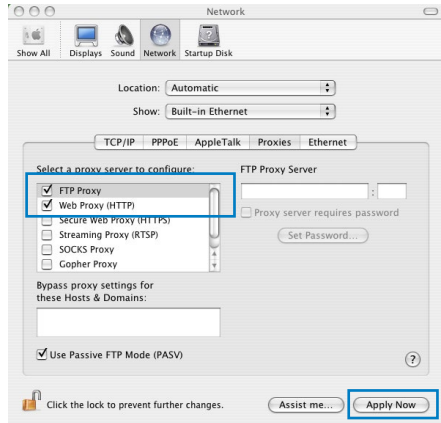 Network
Show All Displays Sound Network Startup Disk
Location: Automatic
Show: Built-in Ethernet
TCP/IP PPPoE AppleTalk Proxies Ethernet
Select a proxy server to configure: FTP Proxy Server
FTP Proxy
Web Proxy (HTTP) :
Secure Web Proxy (HTTPS) Proxy server requires password
Streaming Proxy (RTSP) Set Password...
SOCKS Proxy
Gopher Proxy
Bypass proxy settings for
these Hosts & Domains:
Use Passive FTP Mode (PASV) ?
Click the lock to prevent further changes. Assist me... Apply Now